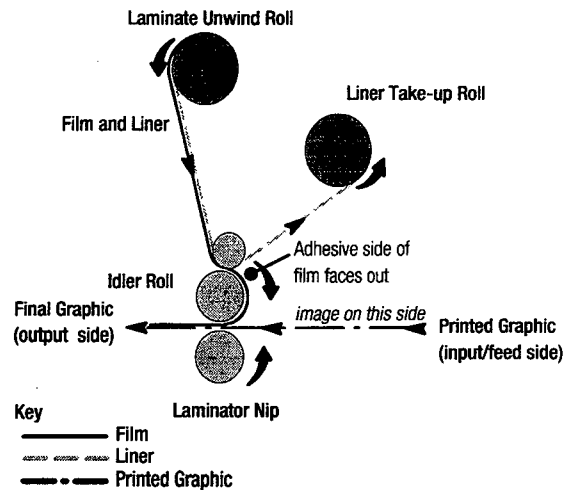 Laminate Unwind Roll
Liner Take-up Roll
Film and Liner
Adhesive side of
film faces out
Idler Roll
image on this side
Final Graphic
(output side)
Printed Graphic
(input/feed side)
Laminator Nip
Key
Film
Liner
Printed Graphic